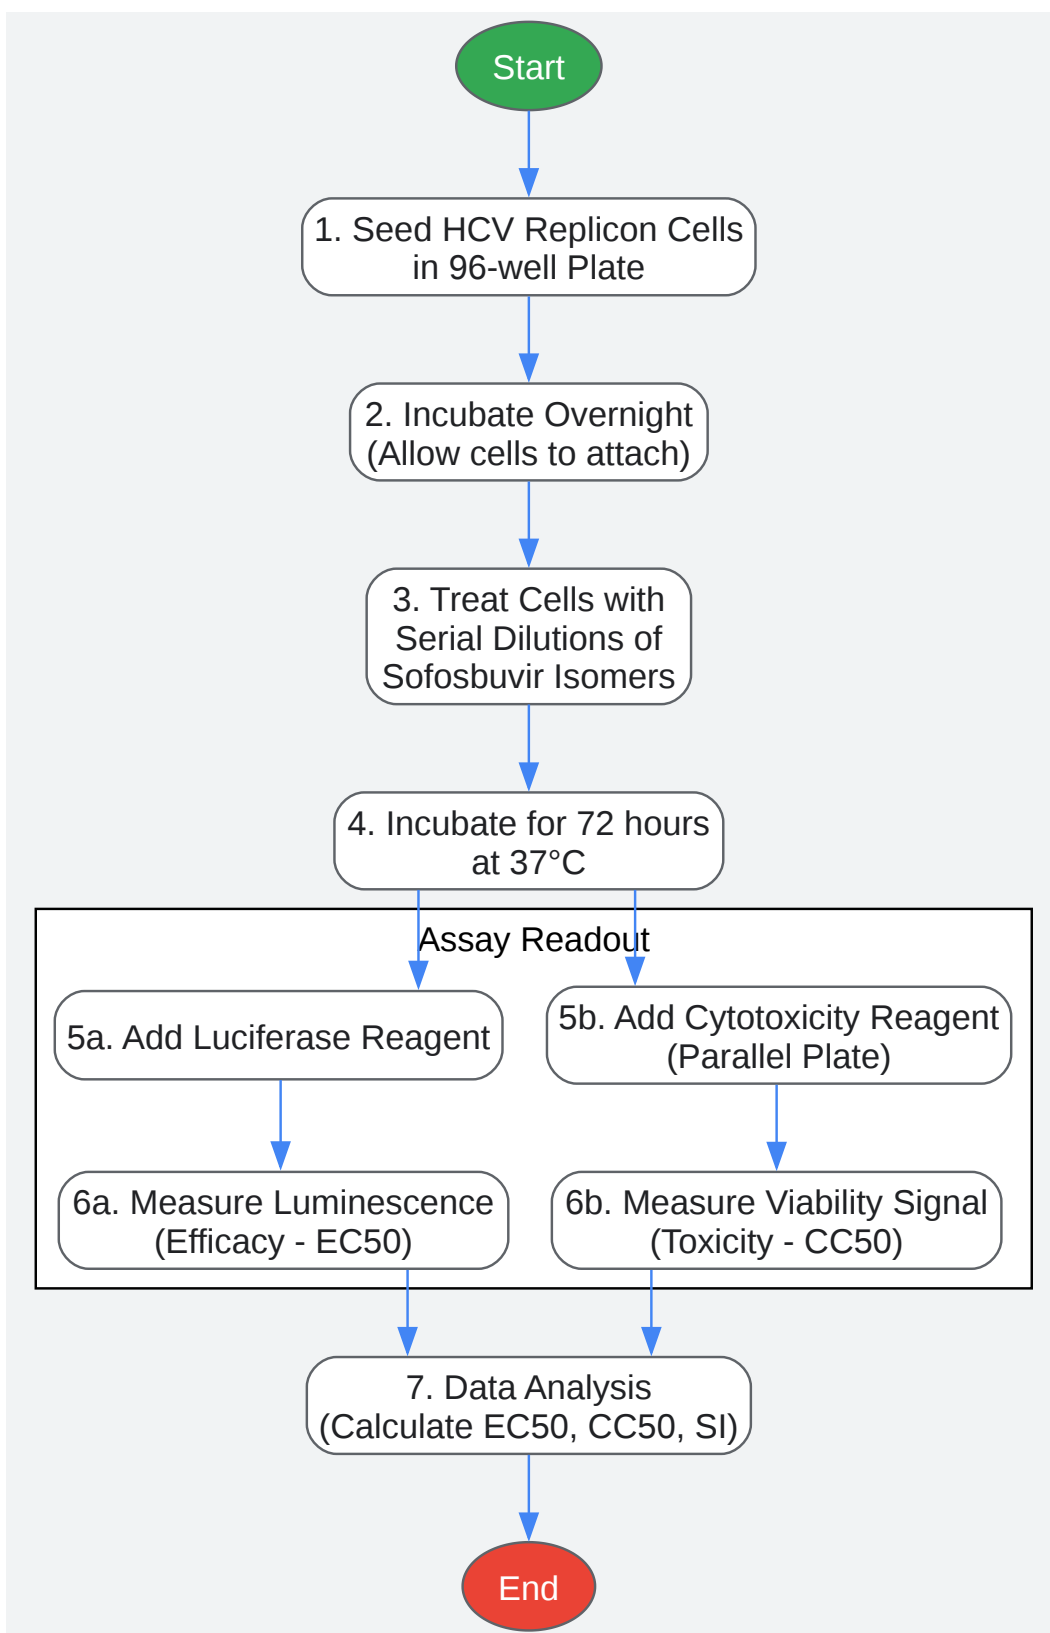 Start
1. Seed HCV Replicon Cells
in 96-well Plate
2. Incubate Overnight
(Allow cells to attach)
3. Treat Cells with
Serial Dilutions of
Sofosbuvir Isomers
4. Incubate for 72 hours
at 37°C
Assay Readout
5a. Add Luciferase Reagent
5b. Add Cytotoxicity Reagent
(Parallel Plate)
6a. Measure Luminescence
(Efficacy - EC50)
6b. Measure Viability Signal
(Toxicity - CC50)
7. Data Analysis
(Calculate EC50, CC50, SI)
End